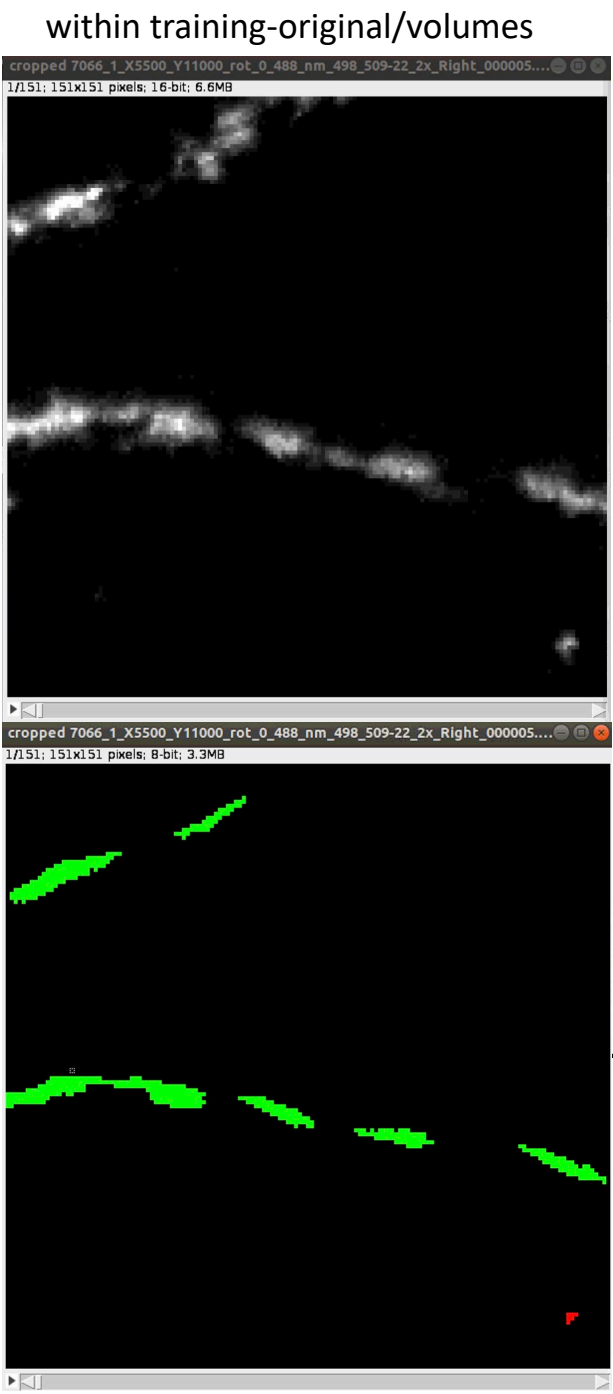 within training-original/volumes
cropped 7066_1_X5500_Y11000_rot_0_488_nm_498_509-22_2x_Right_000005....
1/151; 151x151 pixels; 16-bit; 6.6MB
cropped 7066_1_X5500_Y11000_rot_0_488_nm_498_509-22_2x_Right_000005....
1/151; 151x151 pixels; 8-bit; 3.3MB